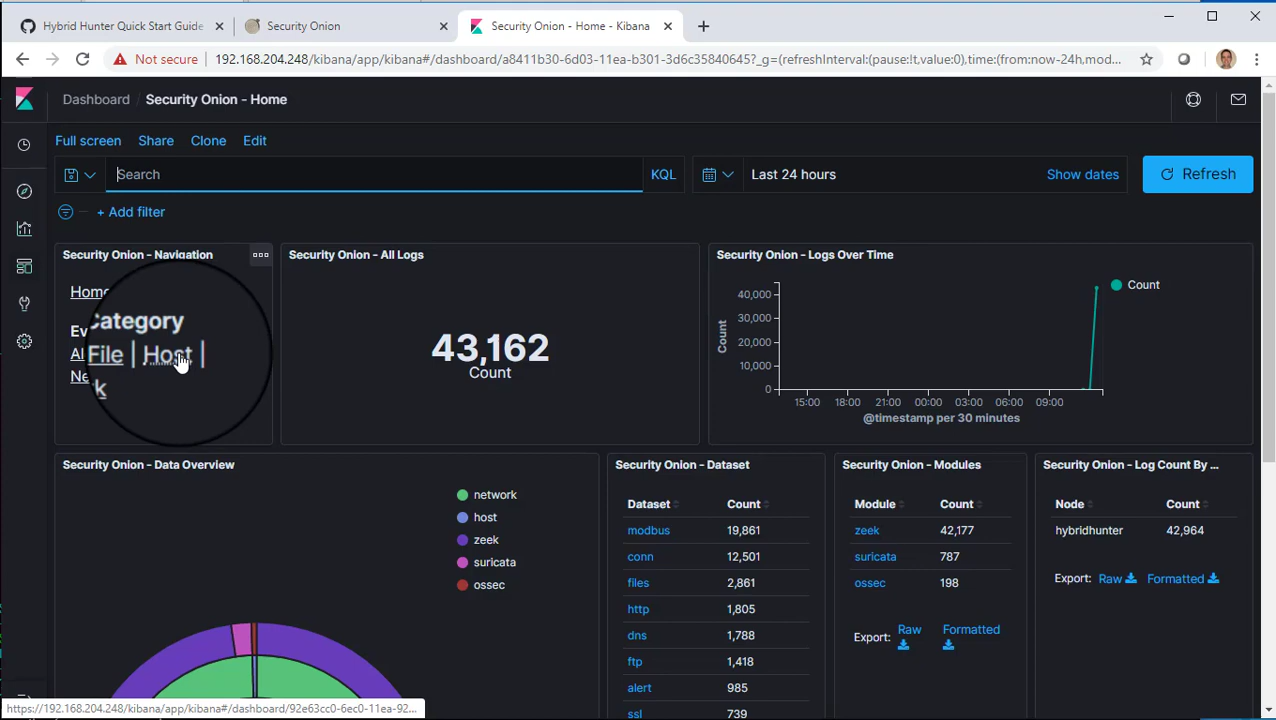 Hybrid Hunter Quick Start Guide
Security Onion
Security Onion - Home - Kibana
Not secure
192.168.204.248/kibana/app/kibana#/dashboard/a8411b30-6d03-11ea-b301-3d6c35840645?_g=(refreshInterval:(pause:!t,value:0),time:(from:now-24h,mod...
Dashboard / Security Onion - Home
Full screen Share Clone Edit
Search
KQL
Last 24 hours
Show dates
Refresh
+ Add filter
Security Onion - Navigation
Home
Category
File | Host |
Security Onion - All Logs
43,162
Count
Security Onion - Logs Over Time
Count
40,000
30,000
20,000
10,000
0
Count
15:00 18:00 21:00 00:00 03:00 06:00 09:00
@timestamp per 30 minutes
Security Onion - Data Overview
network
host
zeek
suricata
ossec
Security Onion - Dataset
Dataset Count
modbus 19,861
conn 12,501
files 2,861
http 1,805
dns 1,788
ftp 1,418
alert 985
ssl 739
Security Onion - Modules
Module Count
zeek 42,177
suricata 787
ossec 198
Export: Raw Formatted
Security Onion - Log Count By ...
Node Count
hybridhunter 42,964
Export: Raw Formatted
https://192.168.204.248/kibana/app/kibana#/dashboard/92e63cc0-6ec0-11ea-92...